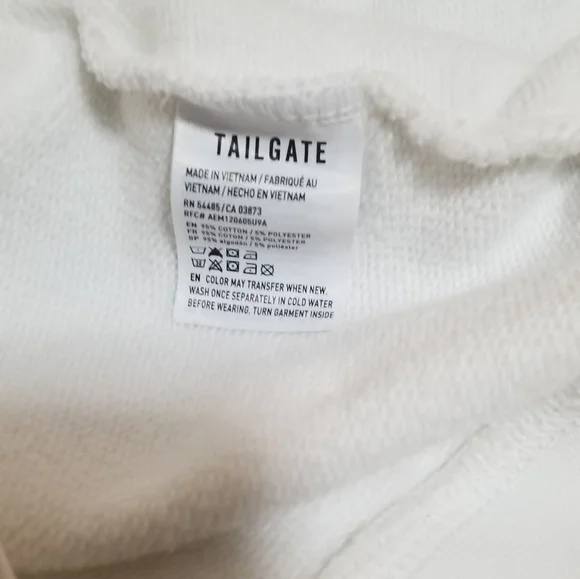 TAILGATE
MADE IN VIETNAM / FABRIQUÉ AU
VIETNAM / HECHO EN VIETNAM
RN 54485/CA 03873
RFC# AEM120605U9A
EN 95% COTTON / 5% POLYESTER
FR 95% COTON / 5% POLYESTER
SP 95% algodón / 5% poliéster
EN COLOR MAY TRANSFER WHEN NEW.
WASH ONCE SEPARATELY IN COLD WATER
BEFORE WEARING. TURN GARMENT INSIDE